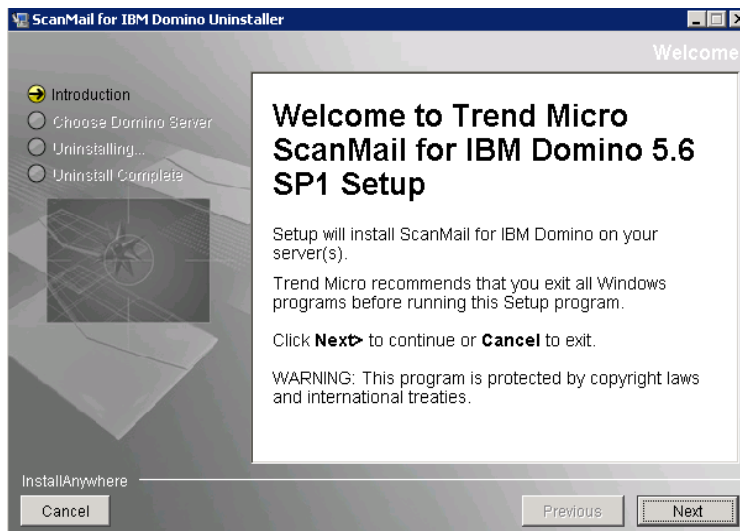 ScanMail for IBM Domino Uninstaller
Welcome
Introduction
Choose Domino Server
Uninstalling...
Uninstall Complete
Welcome to Trend Micro
ScanMail for IBM Domino 5.6
SP1 Setup
Setup will install ScanMail for IBM Domino on your
server(s).
Trend Micro recommends that you exit all Windows
programs before running this Setup program.
Click Next> to continue or Cancel to exit.
WARNING: This program is protected by copyright laws
and international treaties.
InstallAnywhere
Cancel
Previous
Next